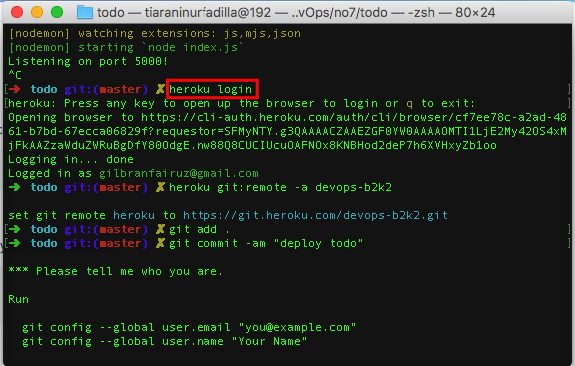 todo — tiaraninurfadilla@192 — ..vOps/no7/todo — -zsh — 80×24
[nodemon] watching extensions: js,mjs,json
[nodemon] starting `node index.js`
Listening on port 5000!
^C
[➜  todo git:(master) ✗ heroku login ]
[heroku: Press any key to open up the browser to login or q to exit: ]
Opening browser to https://cli-auth.heroku.com/auth/cli/browser/cf7ee78c-a2ad-48
61-b7bd-67ecca06829f?requestor=SFMyNTY.g3QAAAACZAAEZGF0YW0AAAAOMTI1LjE2My42OS4xM
jFkAAZzaWduZWRuBgDfY80OdgE.nw88Q8CUCIUcuOAFNOx8KNBHod2deP7h6XVHxyZb1oo
Logging in... done
Logged in as gilbranfairuz@gmail.com
➜  todo git:(master) ✗ heroku git:remote -a devops-b2k2
set git remote heroku to https://git.heroku.com/devops-b2k2.git
[➜  todo git:(master) ✗ git add . ]
[➜  todo git:(master) ✗ git commit -am "deploy todo" ]
*** Please tell me who you are.
Run
git config --global user.email "you@example.com"
git config --global user.name "Your Name"